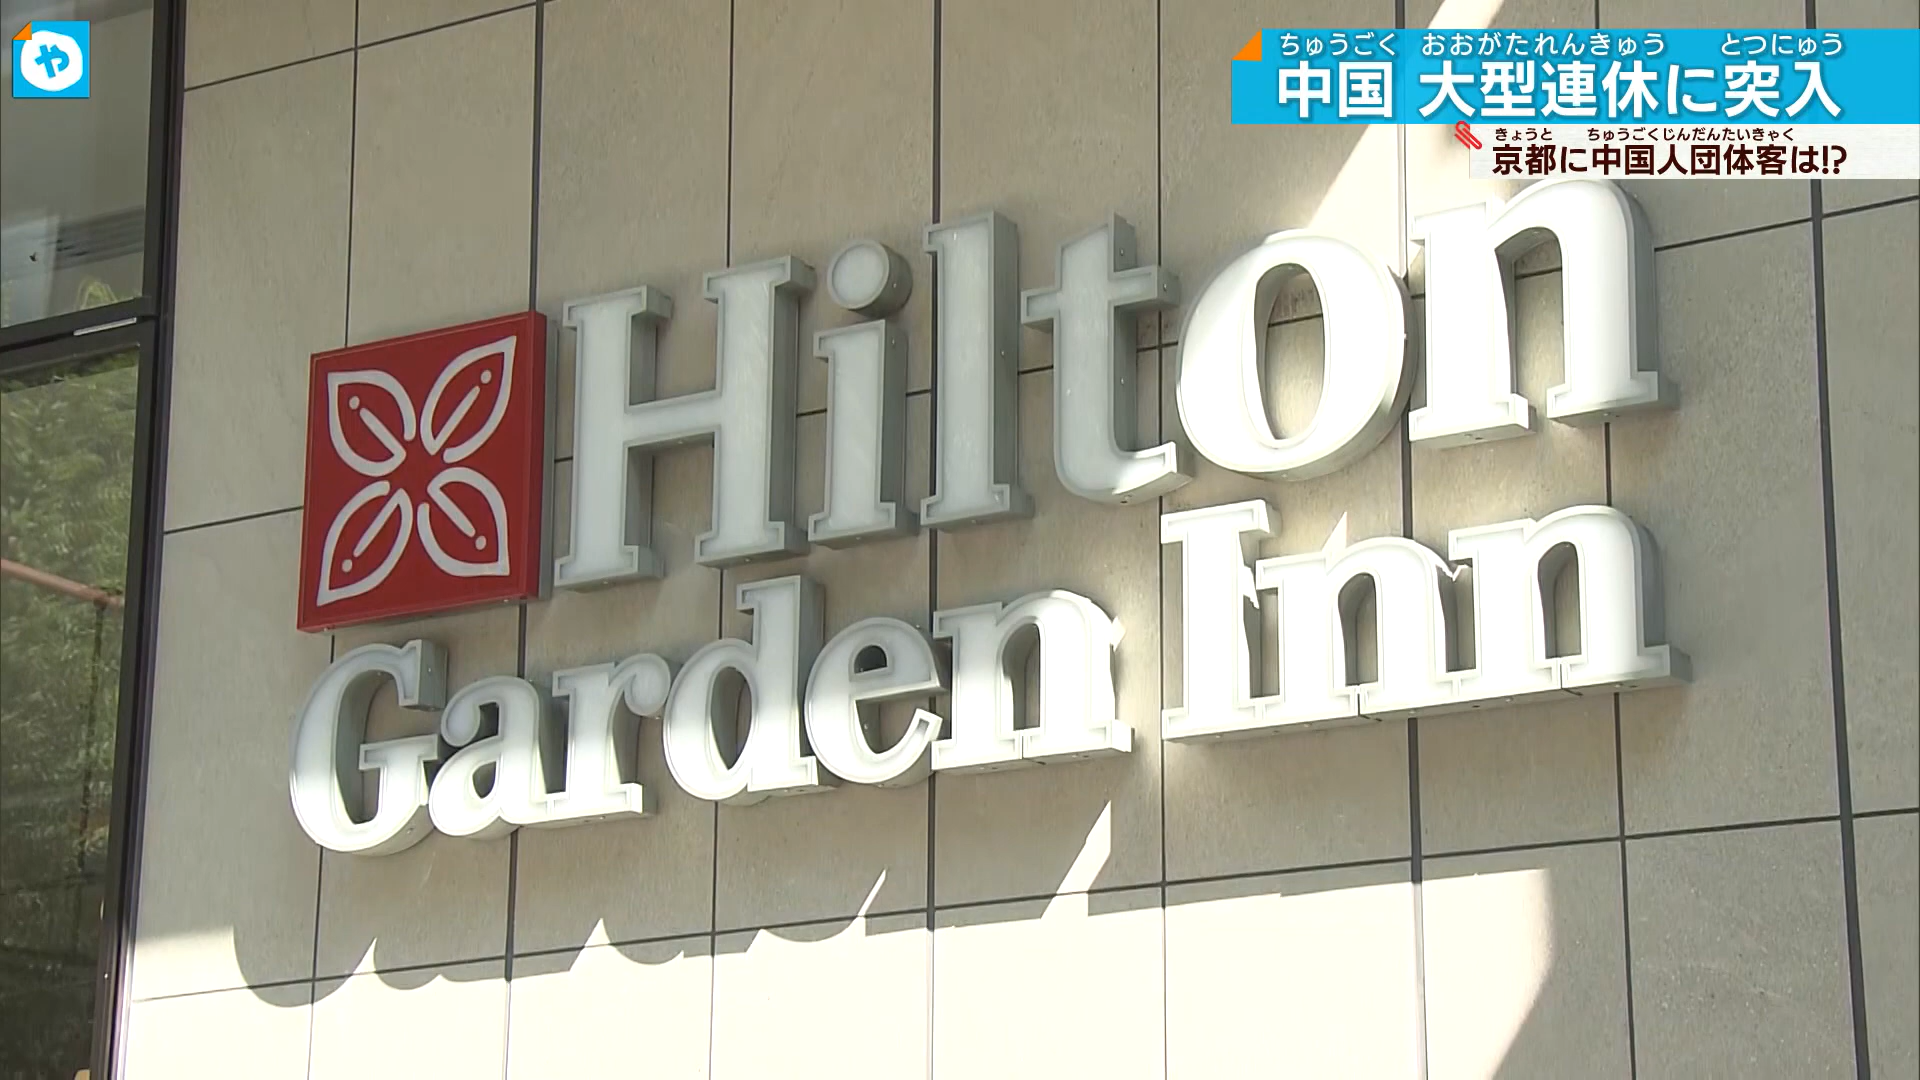 や
ちゅうごく おおがたれんきゅう とつにゅう
中国 大型連休に突入
きょうと ちゅうごくじんだんたいきゃく
京都に中国人団体客は!?
Hilton
Garden Inn